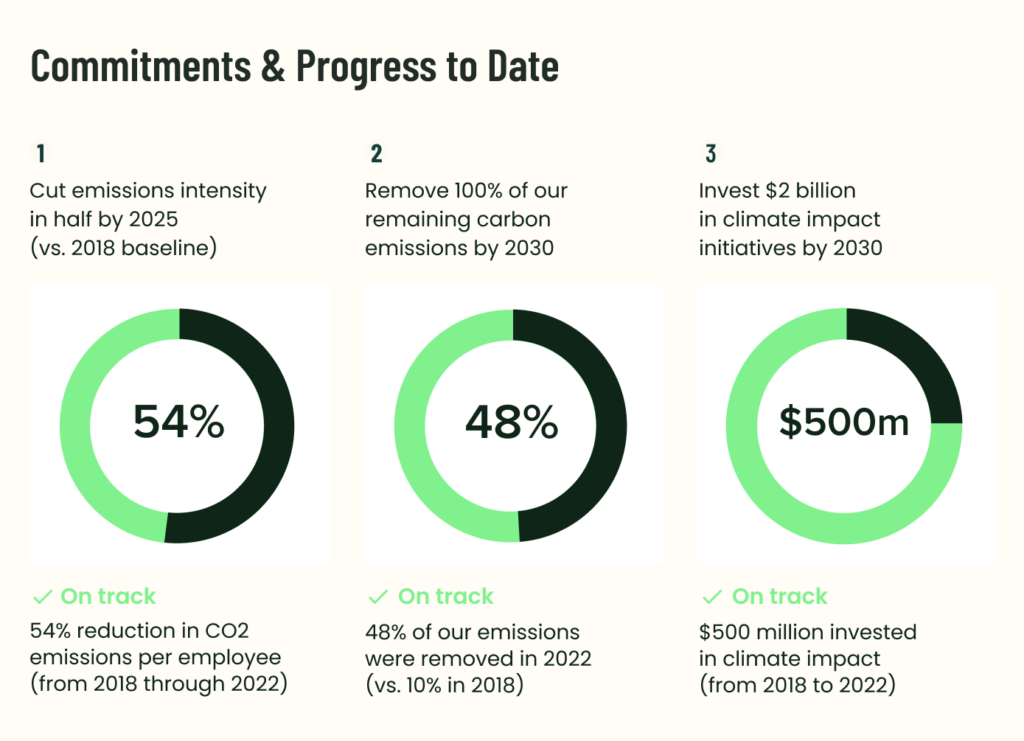 Commitments & Progress to Date
1
Cut emissions intensity
in half by 2025
(vs. 2018 baseline)
54%
On track
54% reduction in CO2
emissions per employee
(from 2018 through 2022)
2
Remove 100% of our
remaining carbon
emissions by 2030
48%
On track
48% of our emissions
were removed in 2022
(vs. 10% in 2018)
3
Invest $2 billion
in climate impact
initiatives by 2030
$500m
On track
$500 million invested
in climate impact
(from 2018 to 2022)